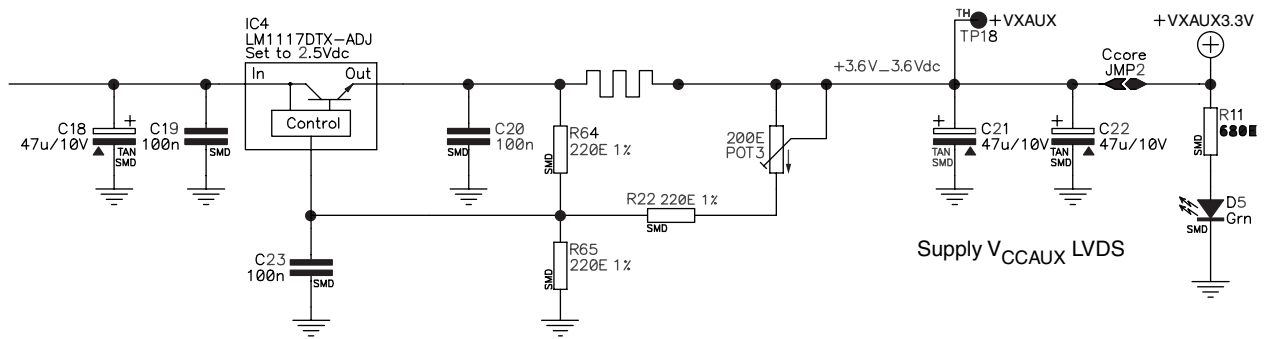 IC4
LM1117DTX-ADJ
Set to 2.5Vdc
In Out
Control
C18
47u/10V
+
TAN
SMD
C19
100n
SMD
C20
100n
SMD
R64
220E 1%
SMD
R22 220E 1%
SMD
R65
220E 1%
SMD
C23
100n
SMD
200E
POT3
+3.6V_3.6Vdc
TH
+VXAUX
TP18
+
C21
47u/10V
TAN
SMD
+
C22
47u/10V
TAN
SMD
Ccore
JMP2
+VXAUX3.3V
R11
680E
SMD
D5
Grn
SMD
Supply VCCAUX LVDS